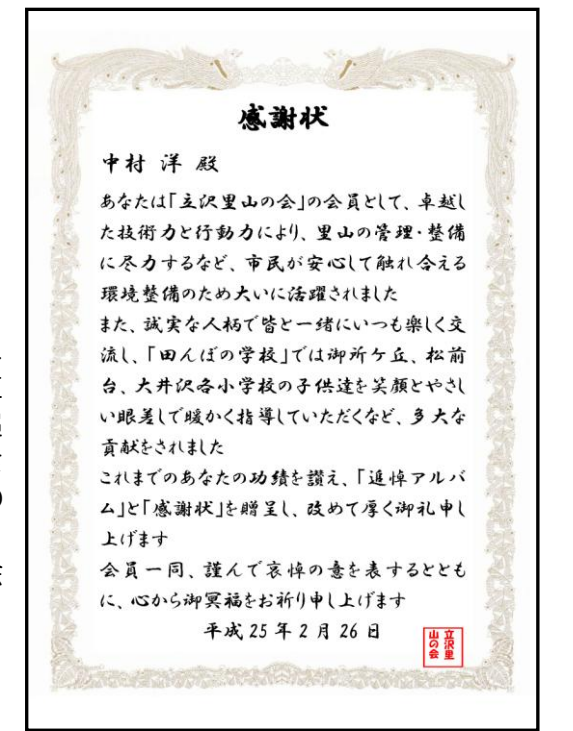 感謝状
中村 洋 殿
あなたは「立沢里山の会」の会員として、卓越し
た技術力と行動力により、里山の管理・整備
に尽力するなど、市民が安心して触れ合える
環境整備のため大いに活躍されました
また、誠実な人柄で皆と一緒にいつも楽しく交
流し、「田んぼの学校」では御所ケ丘、松前
台、大井沢各小学校の子供達を笑顔とやさし
い眼差しで暖かく指導していただくなど、多大な
貢献をされました
これまでのあなたの功績を讃え、「追悼アルバ
ム」と「感謝状」を贈呈し、改めて厚く御礼申し
上げます
会員一同、謹んで哀悼の意を表するととも
に、心から御冥福をお祈り申し上げます
平成25年2月26日
立沢里
山の会